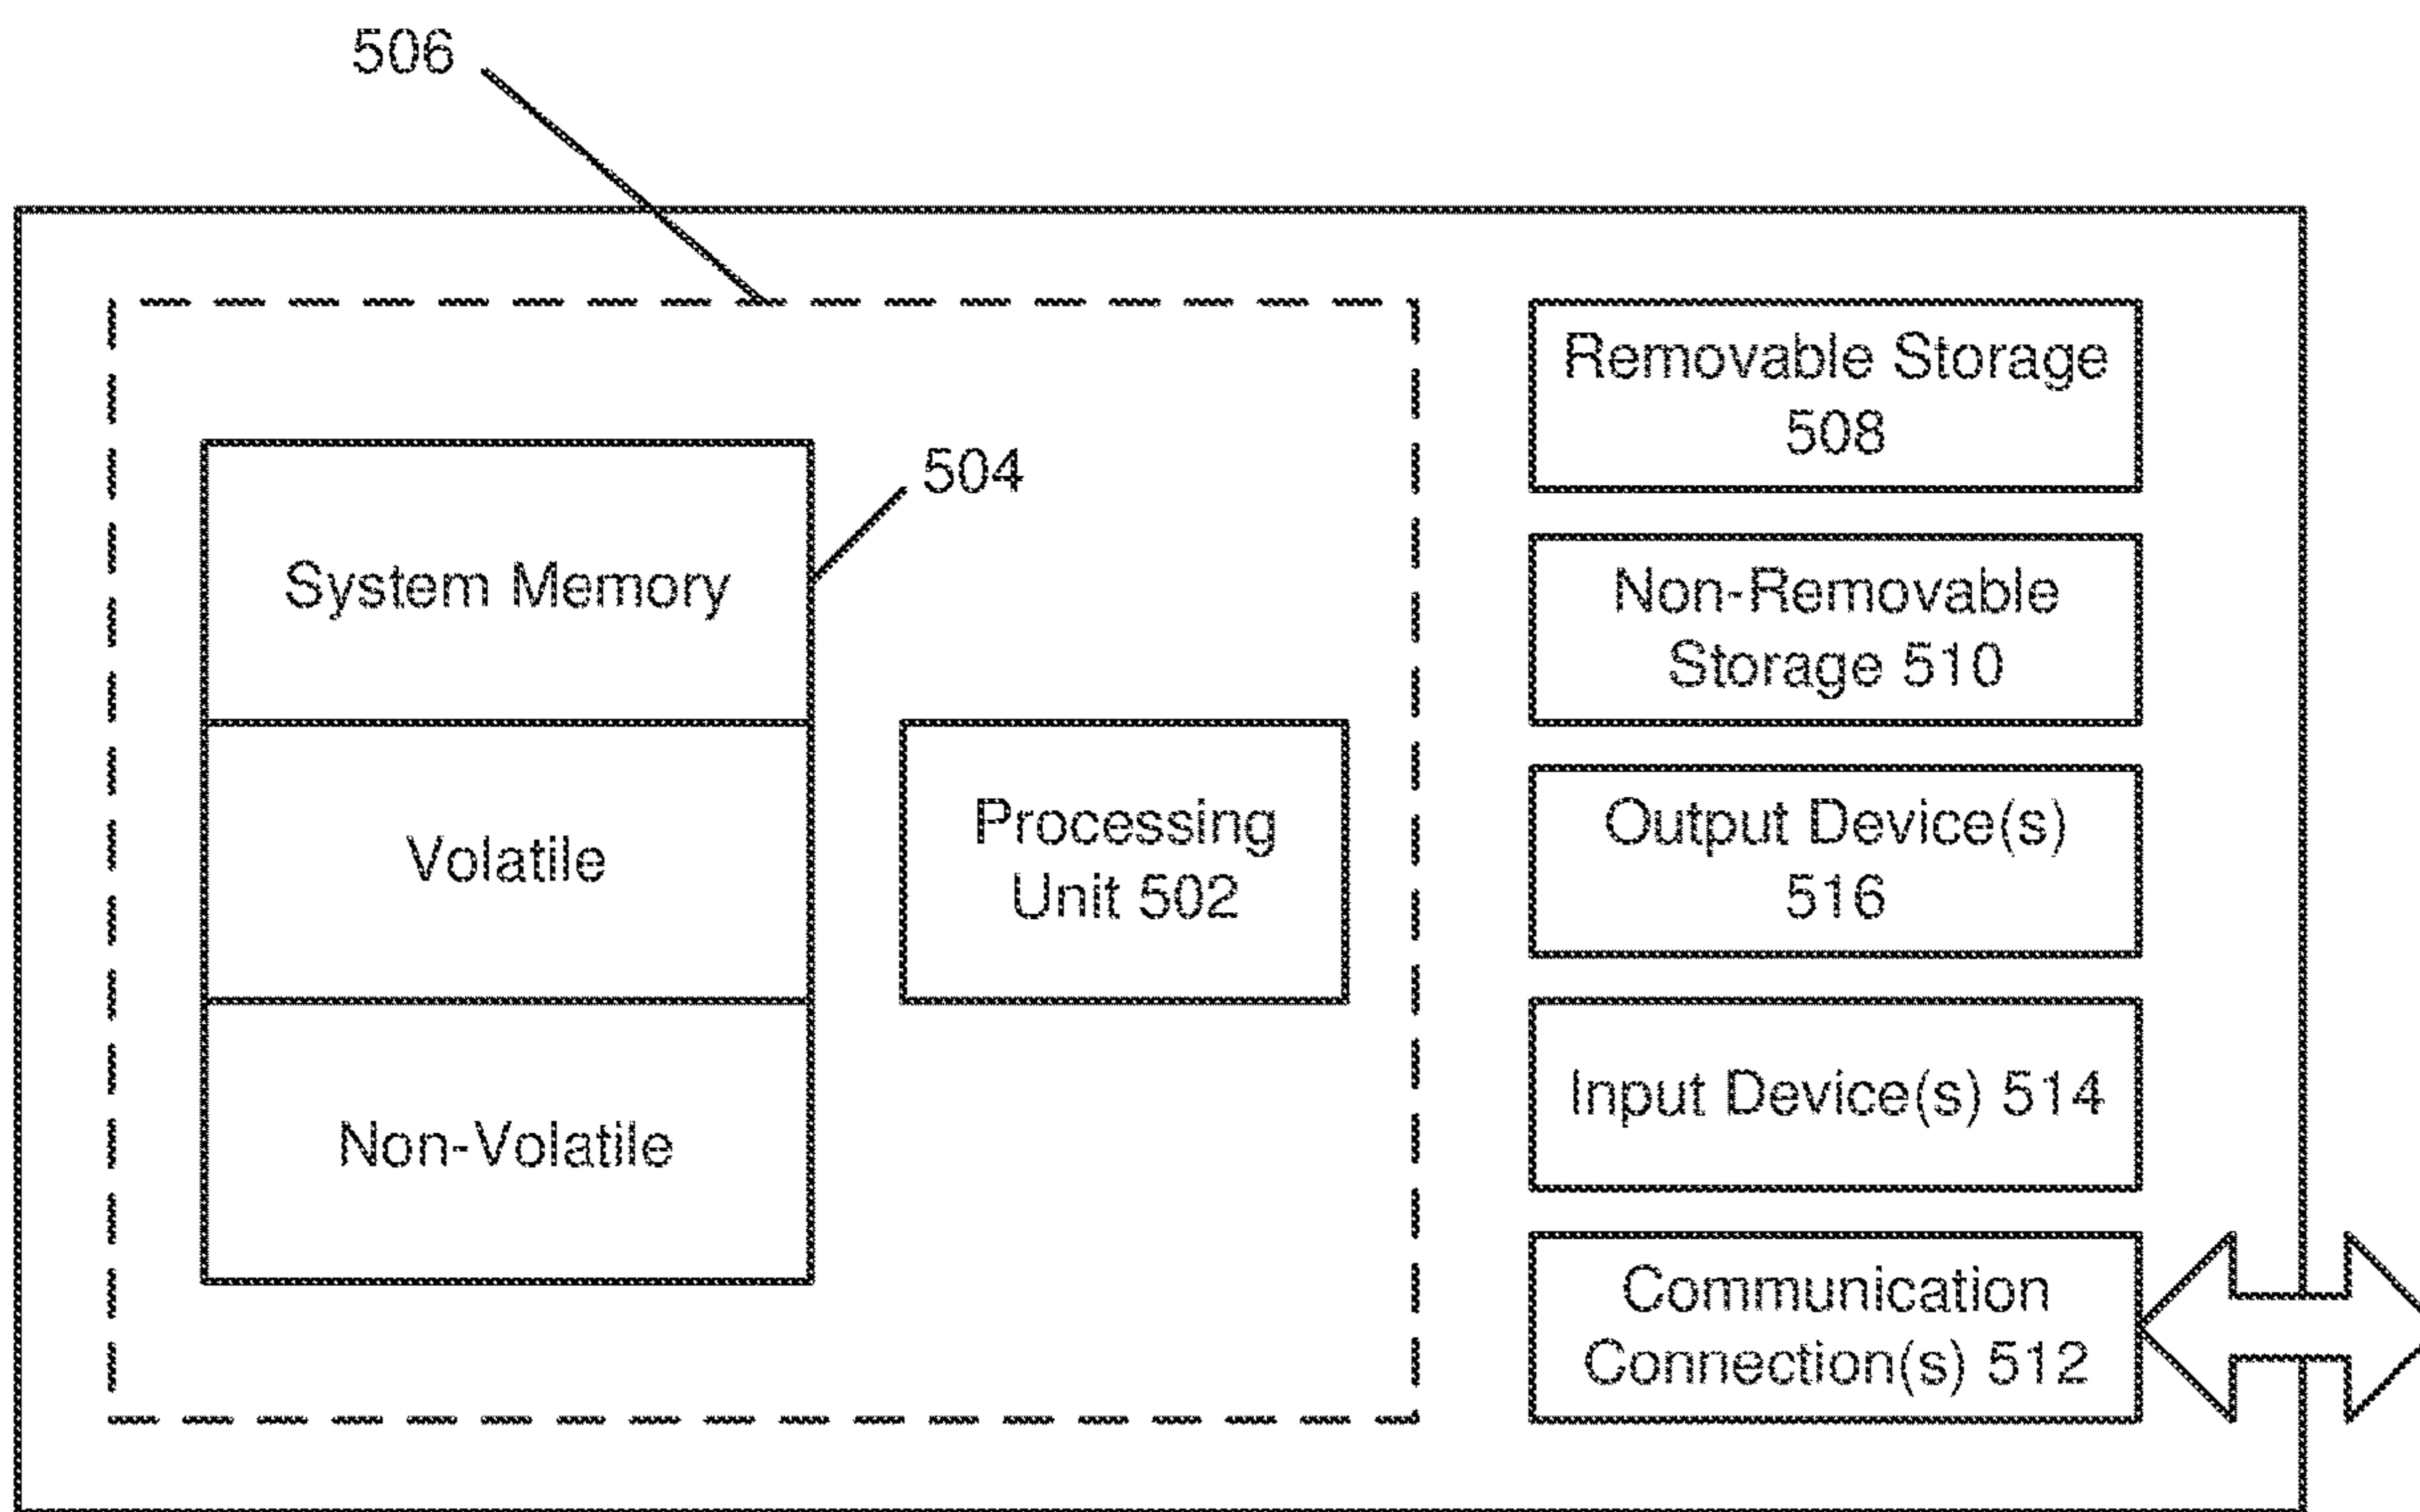 506
504
System Memory
Volatile
Non-Volatile
Processing
Unit 502
Removable Storage
508
Non-Removable
Storage 510
Output Device(s)
516
Input Device(s) 514
Communication
Connection(s) 512